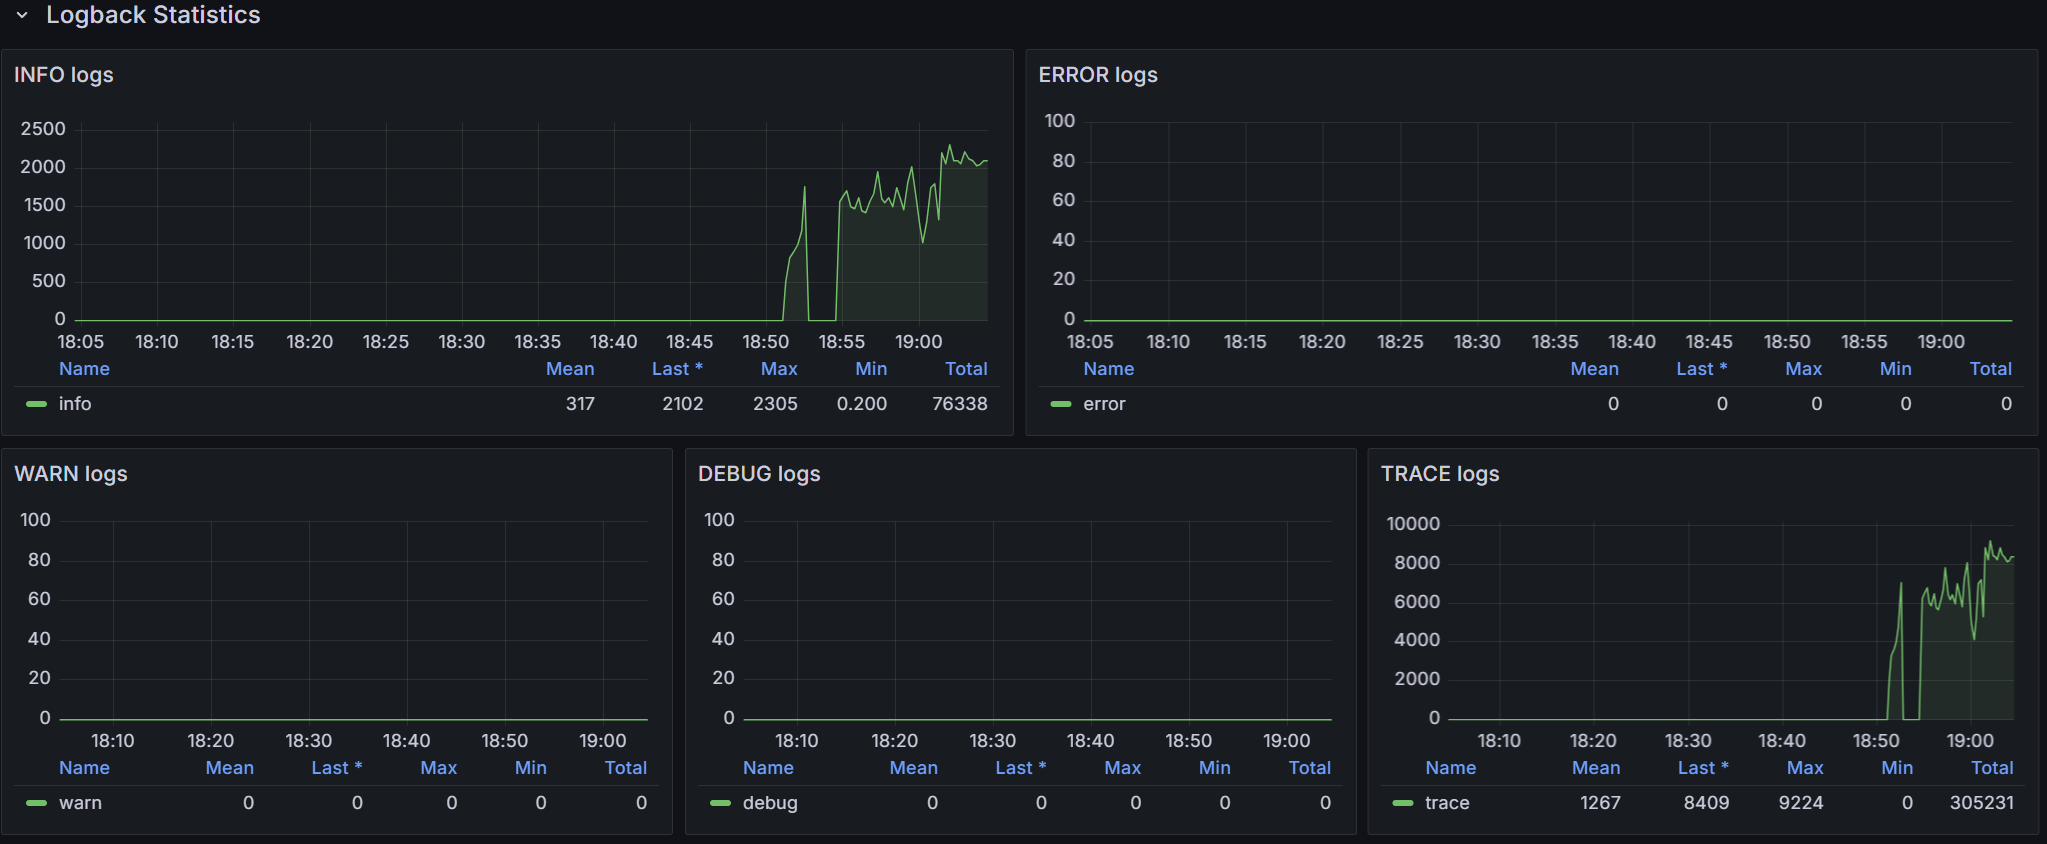 Logback Statistics
INFO logs
2500
2000
1500
1000
500
0
18:05 18:10 18:15 18:20 18:25 18:30 18:35 18:40 18:45 18:50 18:55 19:00
Name Mean Last * Max Min Total
info 317 2102 2305 0.200 76338
ERROR logs
100
80
60
40
20
0
18:05 18:10 18:15 18:20 18:25 18:30 18:35 18:40 18:45 18:50 18:55 19:00
Name Mean Last * Max Min Total
error 0 0 0 0 0
WARN logs
100
80
60
40
20
0
18:10 18:20 18:30 18:40 18:50 19:00
Name Mean Last * Max Min Total
warn 0 0 0 0 0
DEBUG logs
100
80
60
40
20
0
18:10 18:20 18:30 18:40 18:50 19:00
Name Mean Last * Max Min Total
debug 0 0 0 0 0
TRACE logs
10000
8000
6000
4000
2000
0
18:10 18:20 18:30 18:40 18:50 19:00
Name Mean Last * Max Min Total
trace 1267 8409 9224 0 305231